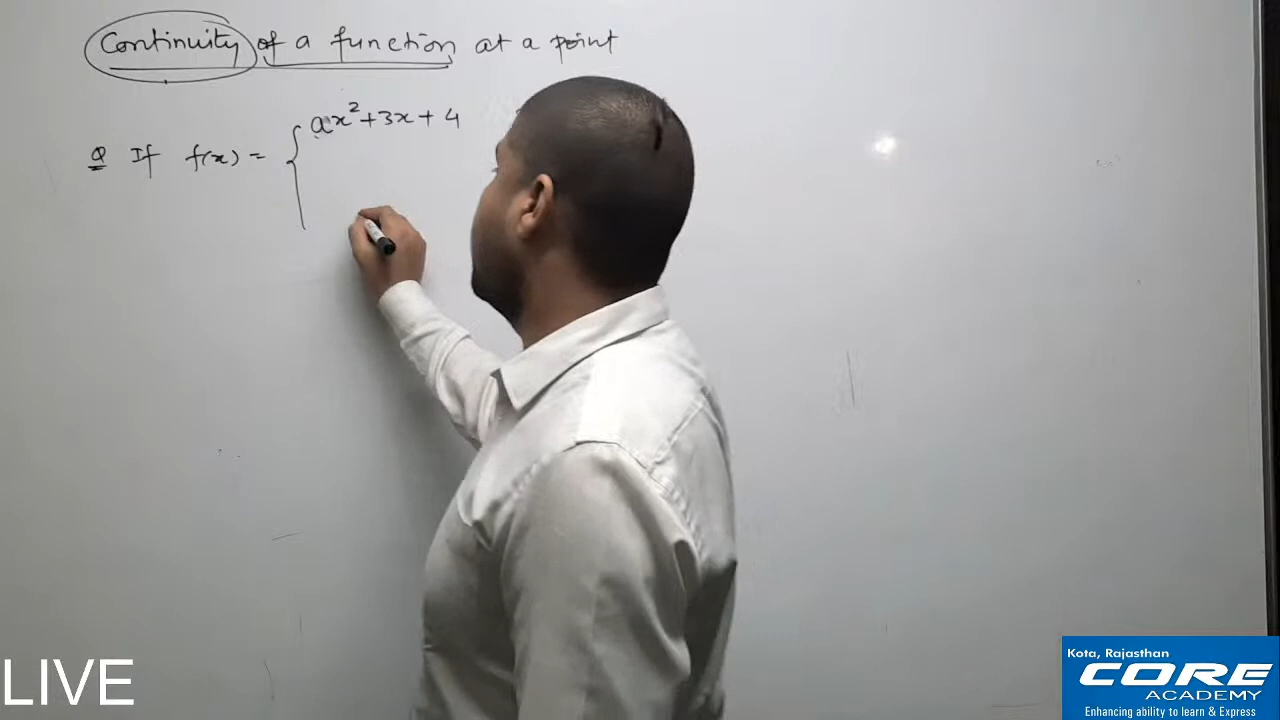 Continuity of a function at a point
Q If f(x) = { ax² + 3x + 4
LIVE
Kota, Rajasthan
CORE
ACADEMY
Enhancing ability to learn & Express